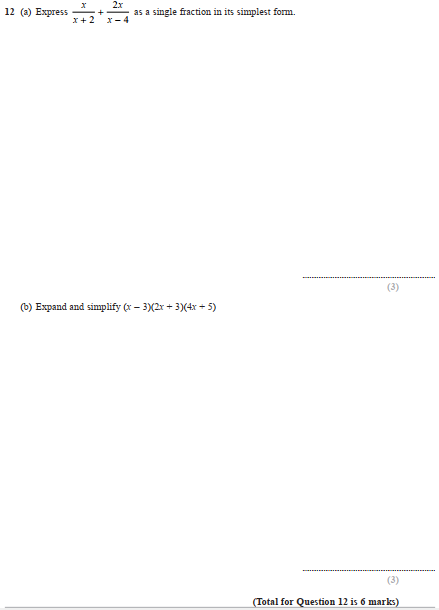 12 (a) Express x/(x + 2) + 2x/(x – 4) as a single fraction in its simplest form.
(3)
(b) Expand and simplify (x – 3)(2x + 3)(4x + 5)
(3)
(Total for Question 12 is 6 marks)